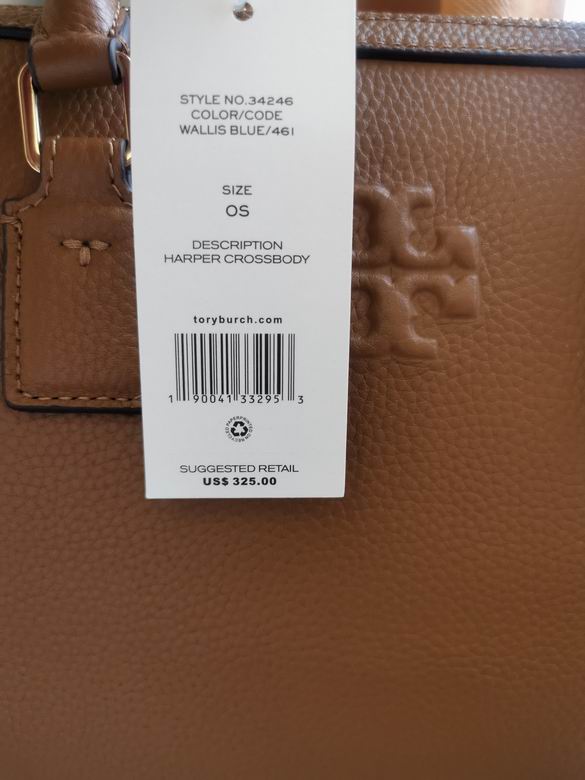 STYLE NO.34246
COLOR/CODE
WALLIS BLUE/461
SIZE
OS
DESCRIPTION
HARPER CROSSBODY
toryburch.com
1 90041 33295 3
SUGGESTED RETAIL
US$ 325.00